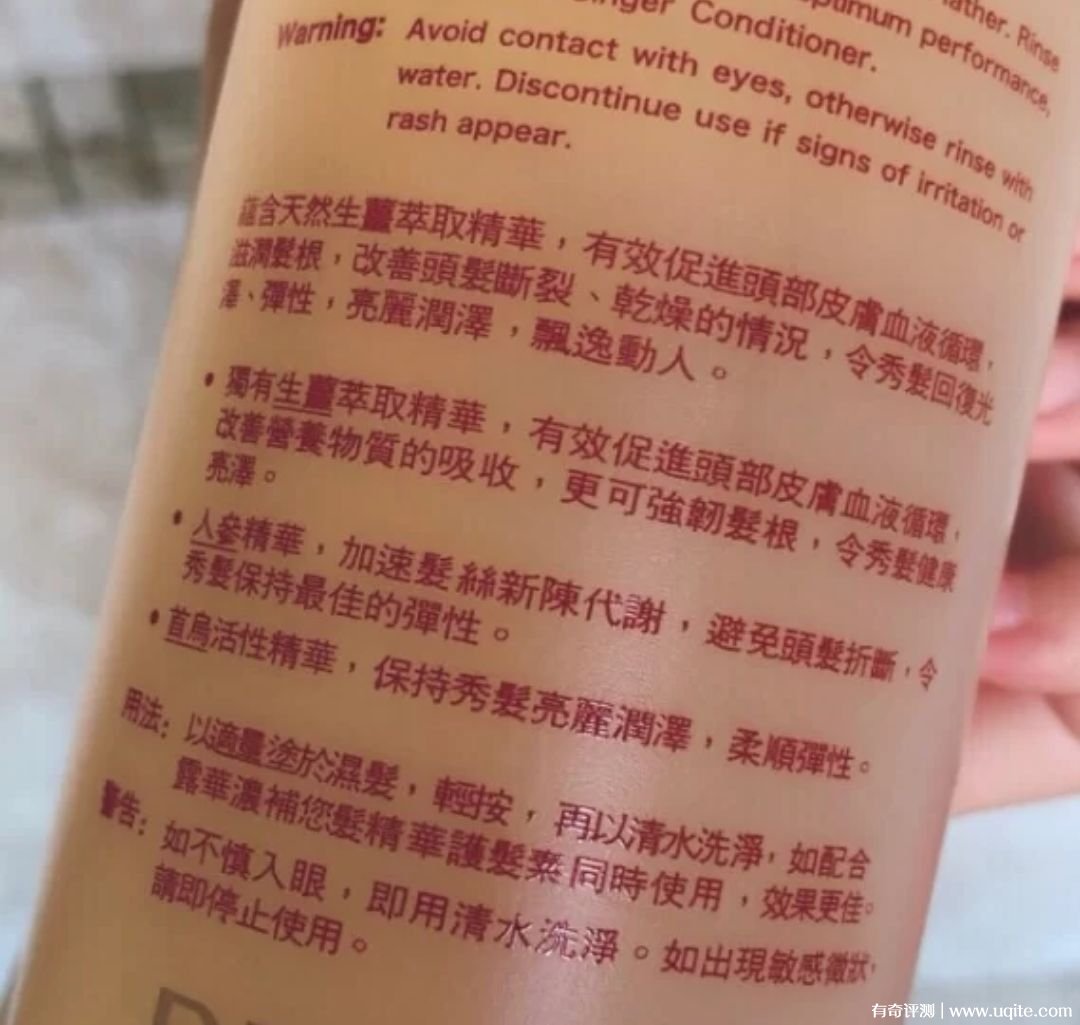 lather. Rinse
optimum performance,
Ginger Conditioner.
Warning: Avoid contact with eyes, otherwise rinse with
water. Discontinue use if signs of irritation or
rash appear.
蘊含天然生薑萃取精華，有效促進頭部皮膚血液循環，
滋潤髮根，改善頭髮斷裂、乾燥的情況，令秀髮回復光
澤、彈性，亮麗潤澤，飄逸動人。
• 獨有生薑萃取精華，有效促進頭部皮膚血液循環，
改善營養物質的吸收，更可強韌髮根，令秀髮健康
亮澤。
• 人參精華，加速髮絲新陳代謝，避免頭髮折斷，令
秀髮保持最佳的彈性。
• 首烏活性精華，保持秀髮亮麗潤澤，柔順彈性。
用法：以適量塗於濕髮，輕按，再以清水洗淨，如配合
露華濃補您髮精華護髮素同時使用，效果更佳。
警告：如不慎入眼，即用清水洗淨。如出現敏感徵狀，
請即停止使用。
有奇评测 | www.uqite.com